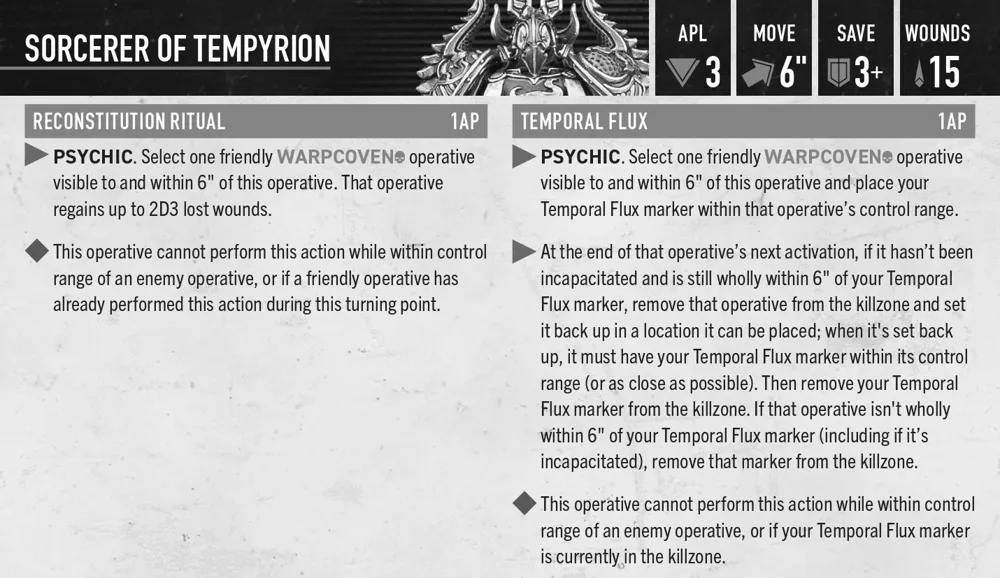 SORCERER OF TEMPYRION
APL
3
MOVE
6"
SAVE
3+
WOUNDS
15
RECONSTITUTION RITUAL 1AP
PSYCHIC. Select one friendly WARPCOVEN operative
visible to and within 6" of this operative. That operative
regains up to 2D3 lost wounds.
This operative cannot perform this action while within control
range of an enemy operative, or if a friendly operative has
already performed this action during this turning point.
TEMPORAL FLUX 1AP
PSYCHIC. Select one friendly WARPCOVEN operative
visible to and within 6" of this operative and place your
Temporal Flux marker within that operative's control range.
At the end of that operative's next activation, if it hasn't been
incapacitated and is still wholly within 6" of your Temporal
Flux marker, remove that operative from the killzone and set
it back up in a location it can be placed; when it's set back
up, it must have your Temporal Flux marker within its control
range (or as close as possible). Then remove your Temporal
Flux marker from the killzone. If that operative isn't wholly
within 6" of your Temporal Flux marker (including if it's
incapacitated), remove that marker from the killzone.
This operative cannot perform this action while within control
range of an enemy operative, or if your Temporal Flux marker
is currently in the killzone.